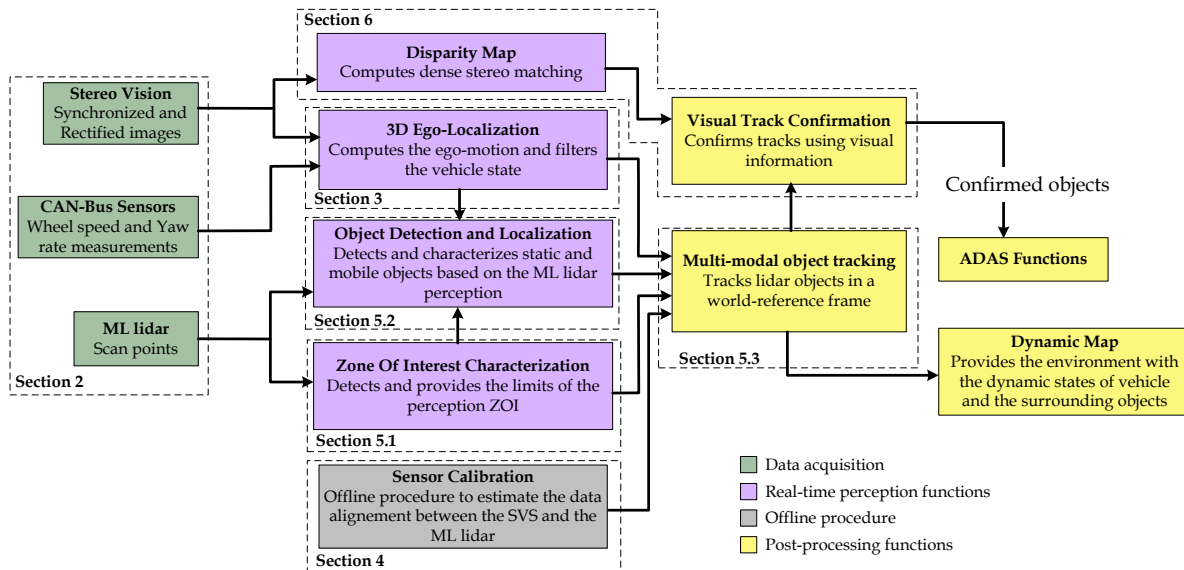 Section 6
Disparity Map
Computes dense stereo matching
Stereo Vision
Synchronized and
Rectified images
3D Ego-Localization
Computes the ego-motion and filters
the vehicle state
Section 3
Visual Track Confirmation
Confirms tracks using visual
information
Confirmed objects
CAN-Bus Sensors
Wheel speed and Yaw
rate measurements
Object Detection and Localization
Detects and characterizes static and
mobile objects based on the ML lidar
perception
Section 5.2
Multi-modal object tracking
Tracks lidar objects in a
world-reference frame
Section 5.3
ADAS Functions
ML lidar
Scan points
Section 2
Zone Of Interest Characterization
Detects and provides the limits of the
perception ZOI
Section 5.1
Dynamic Map
Provides the environment with
the dynamic states of vehicle
and the surrounding objects
Sensor Calibration
Offline procedure to estimate the data
alignement between the SVS and the
ML lidar
Section 4
Data acquisition
Real-time perception functions
Offline procedure
Post-processing functions